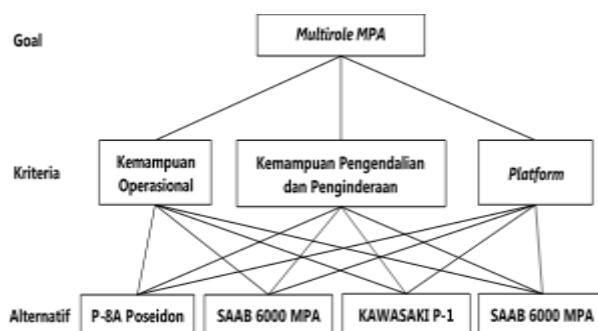 Goal
Multirole MPA
Kriteria
Kemampuan
Operasional
Kemampuan Pengendalian
dan Penginderaan
Platform
Alternatif
P-8A Poseidon
SAAB 6000 MPA
KAWASAKI P-1
SAAB 6000 MPA